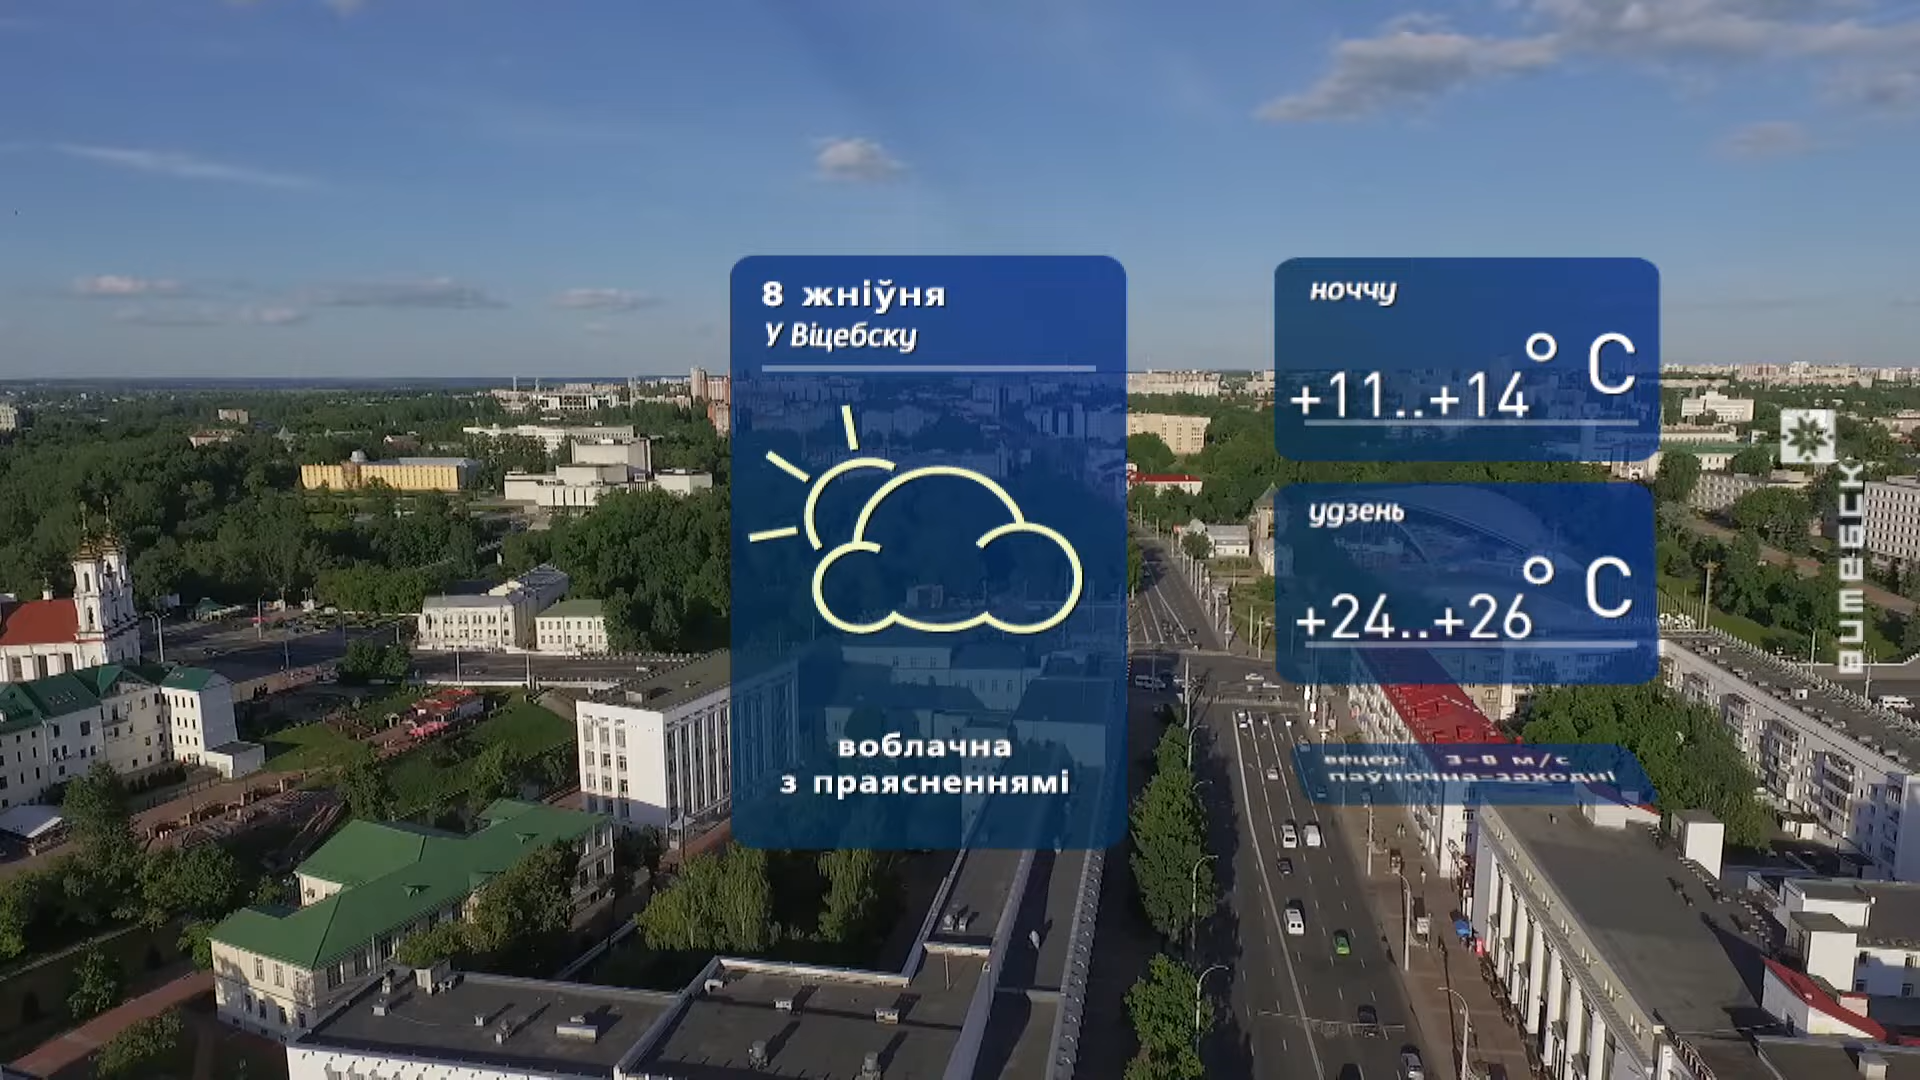 8 жніўня
У Віцебску
воблачна
з праясненнямі
ноччу
+11..+14° C
удзень
+24..+26° C
вецер: 3-8 м/с
паўночна-заходні
Витебск